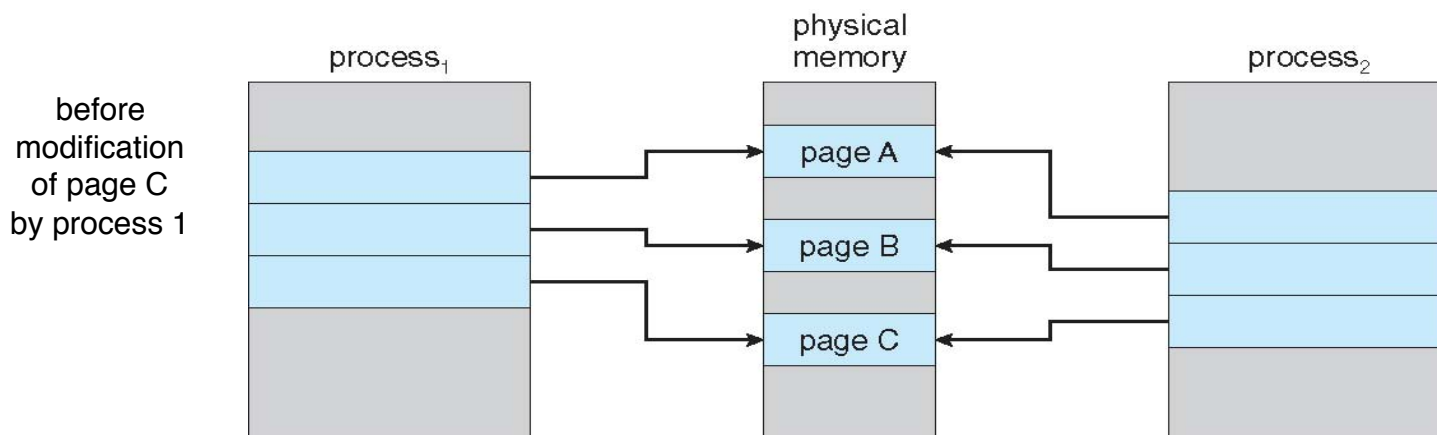 before
modification
of page C
by process 1
process₁
physical
memory
process₂
page A
page B
page C